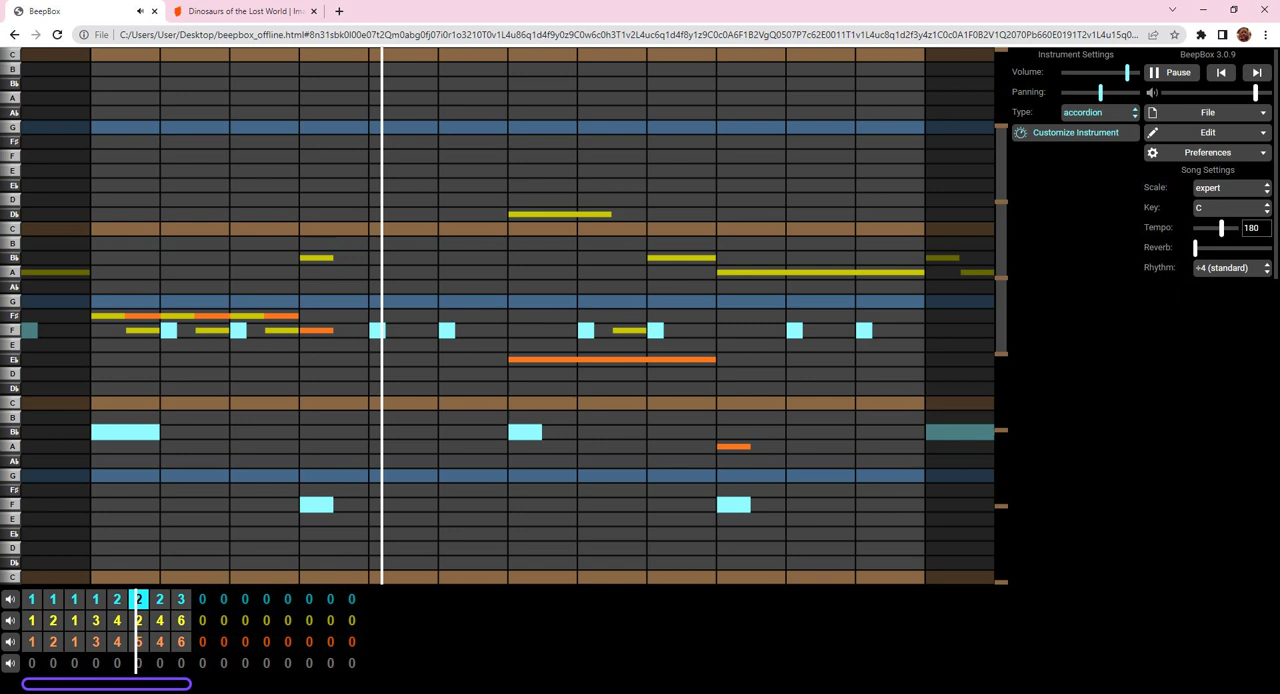 BeepBox
Dinosaurs of the Lost World | Im
File
C:/Users/User/Desktop/beepbox_offline.html#8n31sbk0l00e07t2Qm0abg0fj07i0r1o3210T0v1L4u86q1d4f9y0z9C0w6c0h3T1v2L4uc6q1d4f8y1z9C0c0A6F1B2VgQ0507P7c62E0011T1v1L4uc8q1d2f3y4z1C0c0A1F0B2V1Q2070Pb660E0191T2v1L4u15q0...
C
B
B♭
A
A♭
G
F♯
F
E
E♭
D
D♭
C
B
B♭
A
A♭
G
F♯
F
E
E♭
D
D♭
C
B
B♭
A
A♭
G
F♯
F
E
E♭
D
D♭
C
Instrument Settings
Volume:
Panning:
Type: accordion
Customize Instrument
BeepBox 3.0.9
Pause
File
Edit
Preferences
Song Settings
Scale: expert
Key: C
Tempo: 180
Reverb:
Rhythm: ÷4 (standard)
1 1 1 1 2 2 2 3 0 0 0 0 0 0 0 0
1 2 1 3 4 2 4 6 0 0 0 0 0 0 0 0
1 2 1 3 4 5 4 6 0 0 0 0 0 0 0 0
0 0 0 0 0 0 0 0 0 0 0 0 0 0 0 0